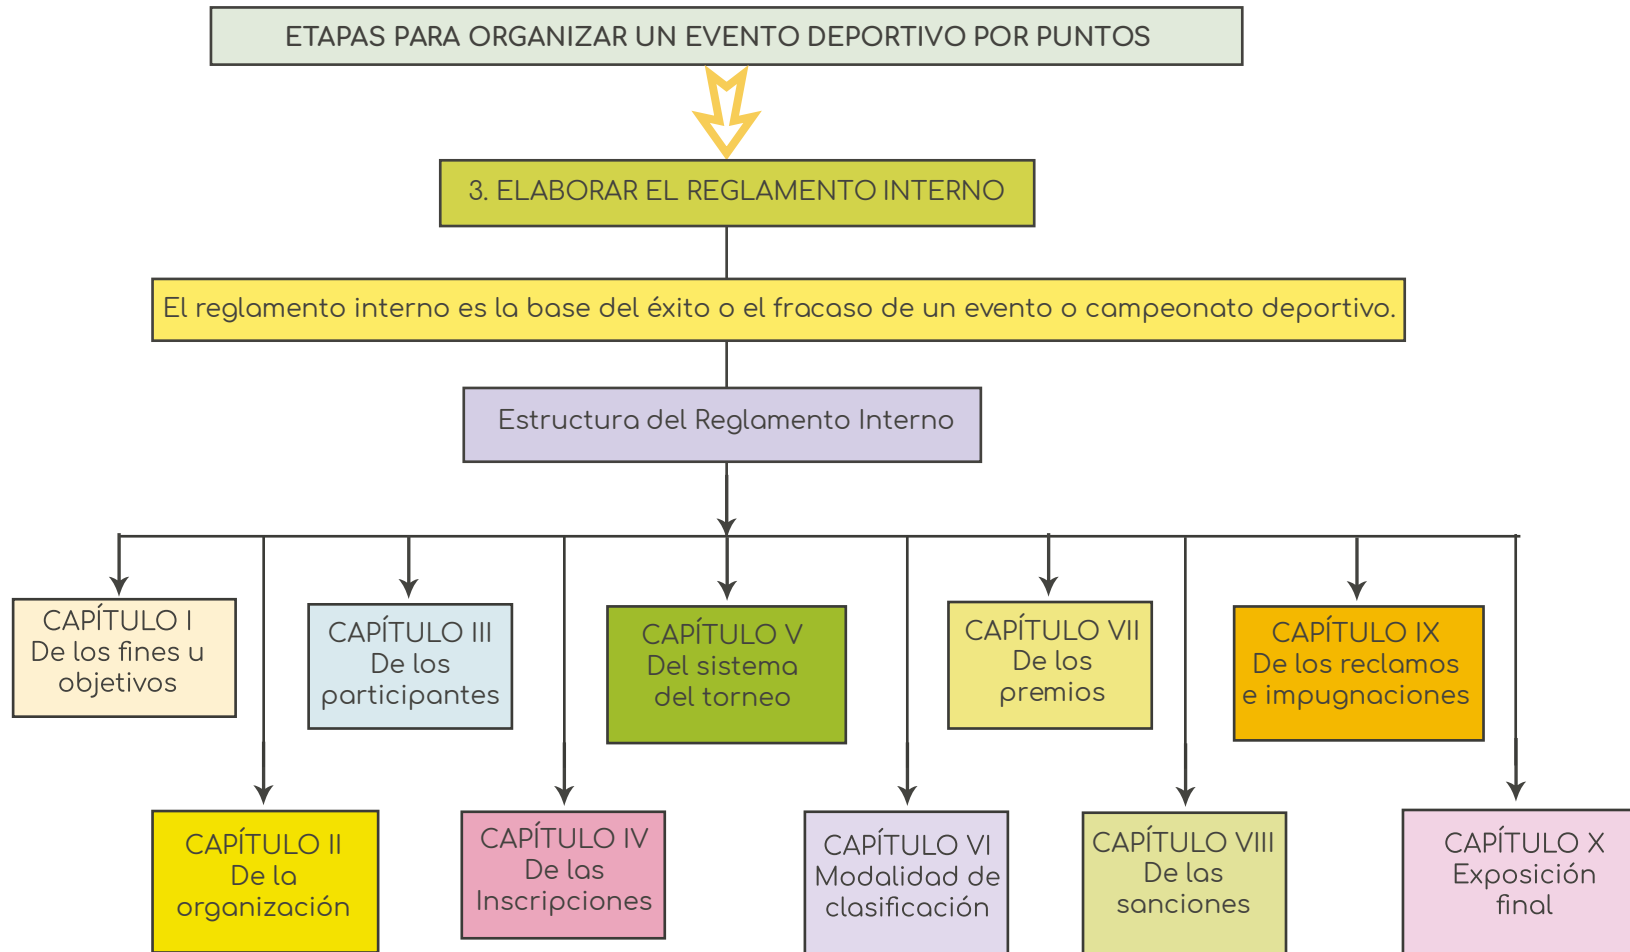 ETAPAS PARA ORGANIZAR UN EVENTO DEPORTIVO POR PUNTOS
3. ELABORAR EL REGLAMENTO INTERNO
El reglamento interno es la base del éxito o el fracaso de un evento o campeonato deportivo.
Estructura del Reglamento Interno
CAPÍTULO I
De los fines u
objetivos
CAPÍTULO II
De la
organización
CAPÍTULO III
De los
participantes
CAPÍTULO IV
De las
Inscripciones
CAPÍTULO V
Del sistema
del torneo
CAPÍTULO VI
Modalidad de
clasificación
CAPÍTULO VII
De los
premios
CAPÍTULO VIII
De las
sanciones
CAPÍTULO IX
De los reclamos
e impugnaciones
CAPÍTULO X
Exposición
final